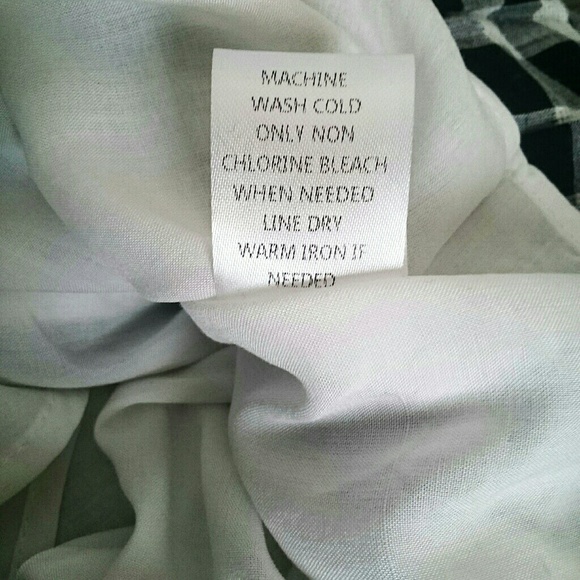 MACHINE
WASH COLD
ONLY NON
CHLORINE BLEACH
WHEN NEEDED
LINE DRY
WARM IRON IF
NEEDED